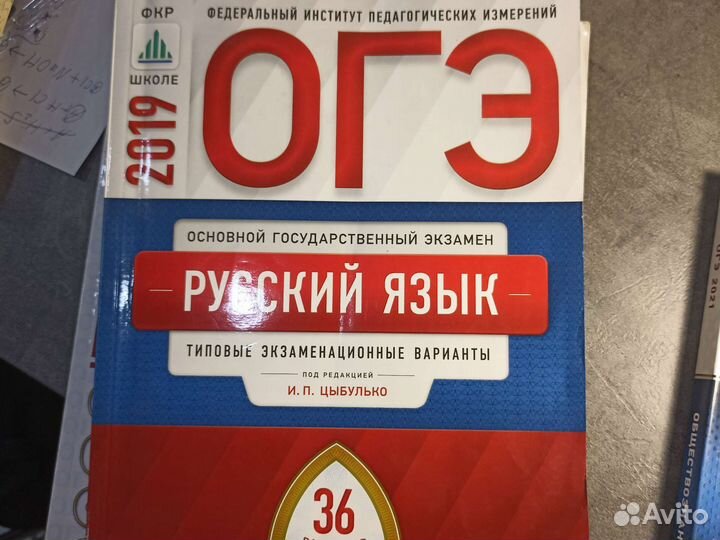 ФКР
ШКОЛЕ
2019
ФЕДЕРАЛЬНЫЙ ИНСТИТУТ ПЕДАГОГИЧЕСКИХ ИЗМЕРЕНИЙ
ОГЭ
ОСНОВНОЙ ГОСУДАРСТВЕННЫЙ ЭКЗАМЕН
РУССКИЙ ЯЗЫК
ТИПОВЫЕ ЭКЗАМЕНАЦИОННЫЕ ВАРИАНТЫ
ПОД РЕДАКЦИЕЙ
И. П. ЦЫБУЛЬКО
36
2021
Avito